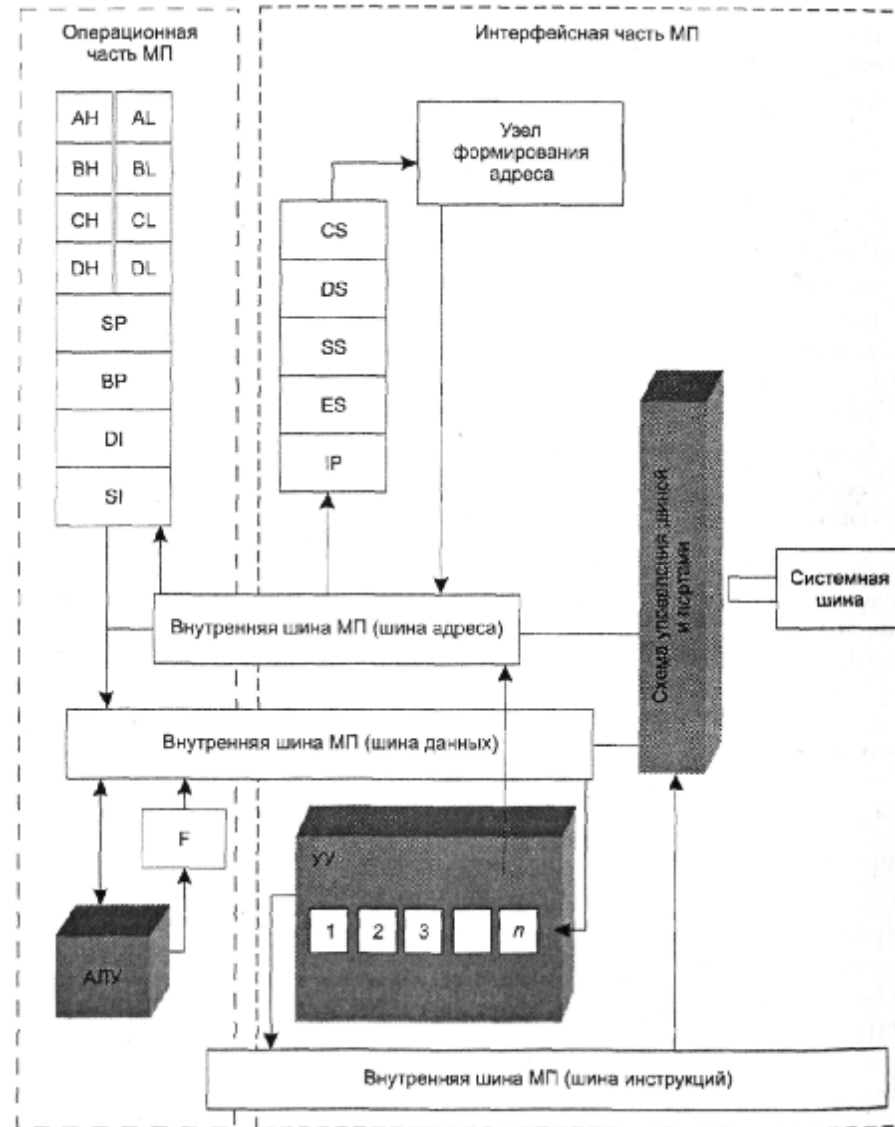 Операционная
часть МП
Интерфейсная часть МП
AH AL
BH BL
CH CL
DH DL
SP
BP
DI
SI
Узел
формирования
адреса
CS
DS
SS
ES
IP
Схема управления шиной
и портами
Системная
шина
Внутренняя шина МП (шина адреса)
Внутренняя шина МП (шина данных)
F
АЛУ
УУ
1 2 3 n
Внутренняя шина МП (шина инструкций)